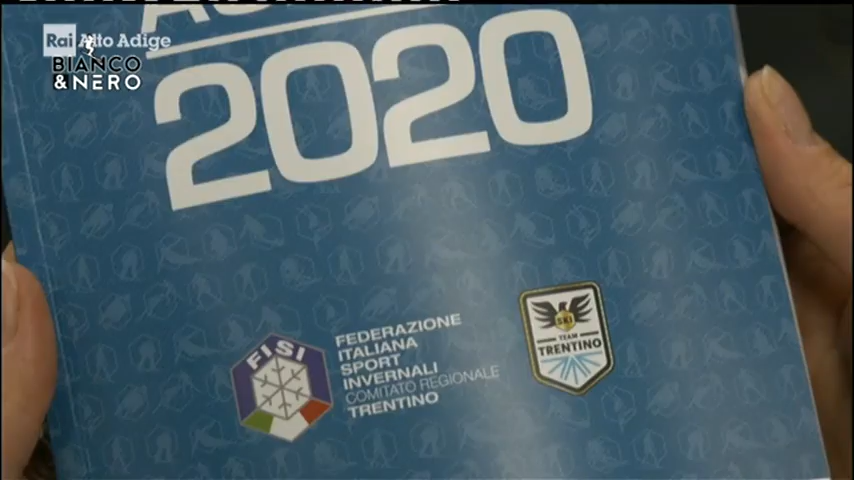 Rai Alto Adige
BIANCO
&NERO
2020
FISI
FEDERAZIONE
ITALIANA
SPORT
INVERNALI
COMITATO REGIONALE
TRENTINO
SKI
TEAM
TRENTINO